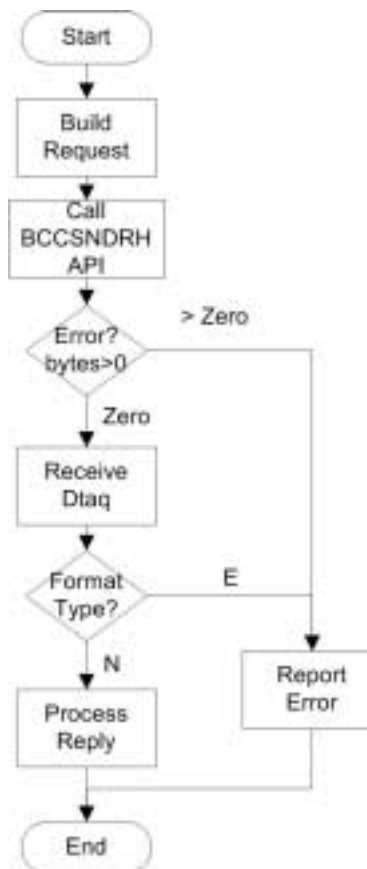 Start
Build
Request
Call
BCCSNDRH
API
Error?
bytes>0
> Zero
Zero
Receive
Dtaq
Format
Type?
E
N
Process
Reply
Report
Error
End